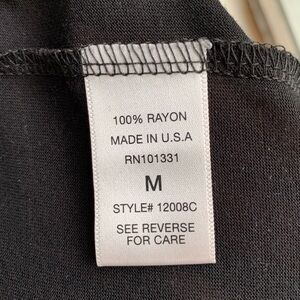 100% RAYON
MADE IN U.S.A
RN101331
M
STYLE# 12008C
SEE REVERSE
FOR CARE